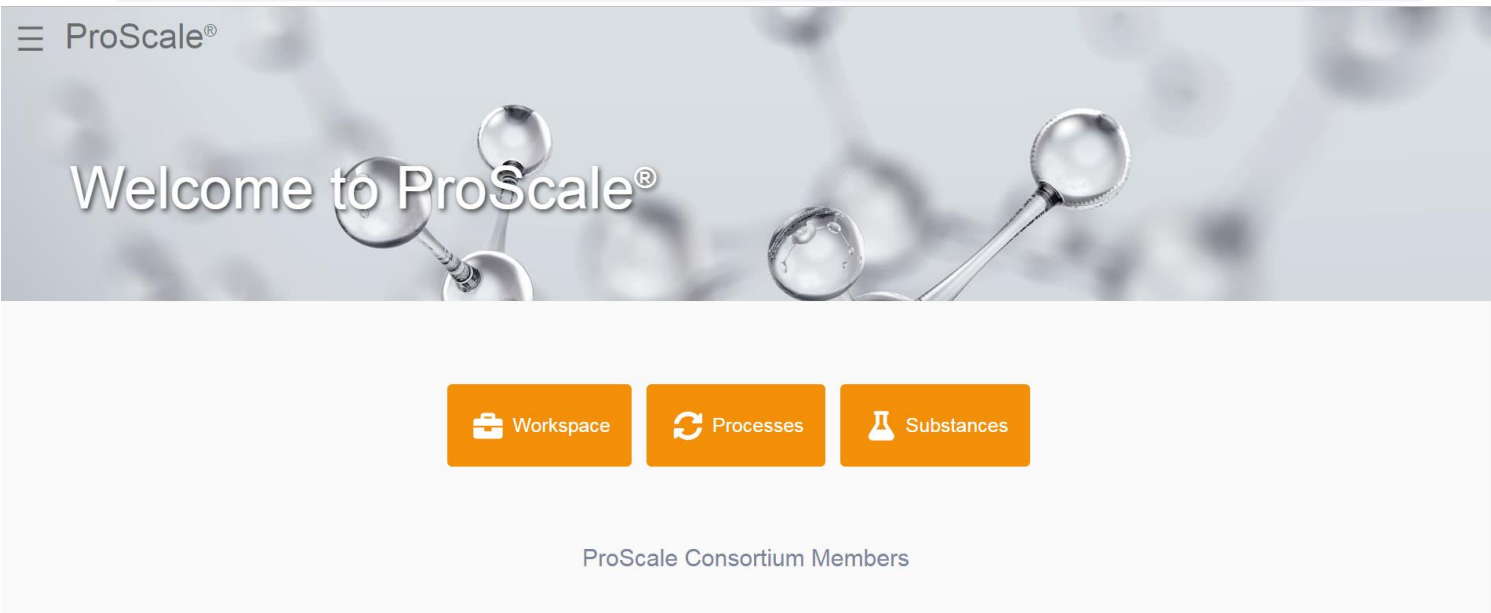 ProScale®
Welcome to ProScale®
Workspace
Processes
Substances
ProScale Consortium Members